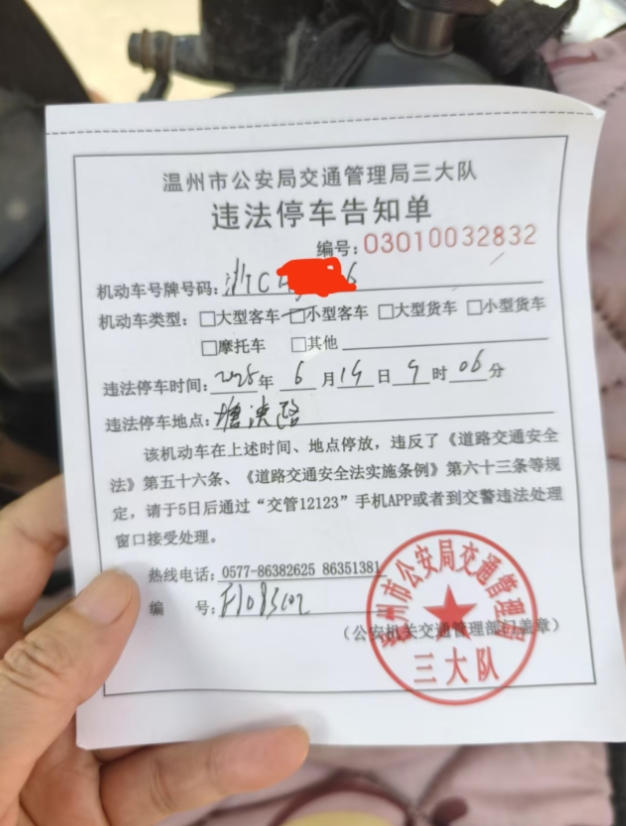 温州市公安局交通管理局三大队
违法停车告知单
编号：03010032832
机动车号牌号码：浙C
机动车类型：□大型客车 □小型客车 □大型货车 □小型货车
□摩托车 □其他
违法停车时间：年 6 月 日 9 时 06 分
违法停车地点：路
该机动车在上述时间、地点停放，违反了《道路交通安全
法》第五十六条、《道路交通安全法实施条例》第六十三条等规
定，请于5日后通过“交管12123”手机APP或者到交警违法处理
窗口接受处理。
热线电话：0577-86382625 86351381
编 号：
（公安机关交通管理部门盖章）
温州市公安局交通管理局
三大队